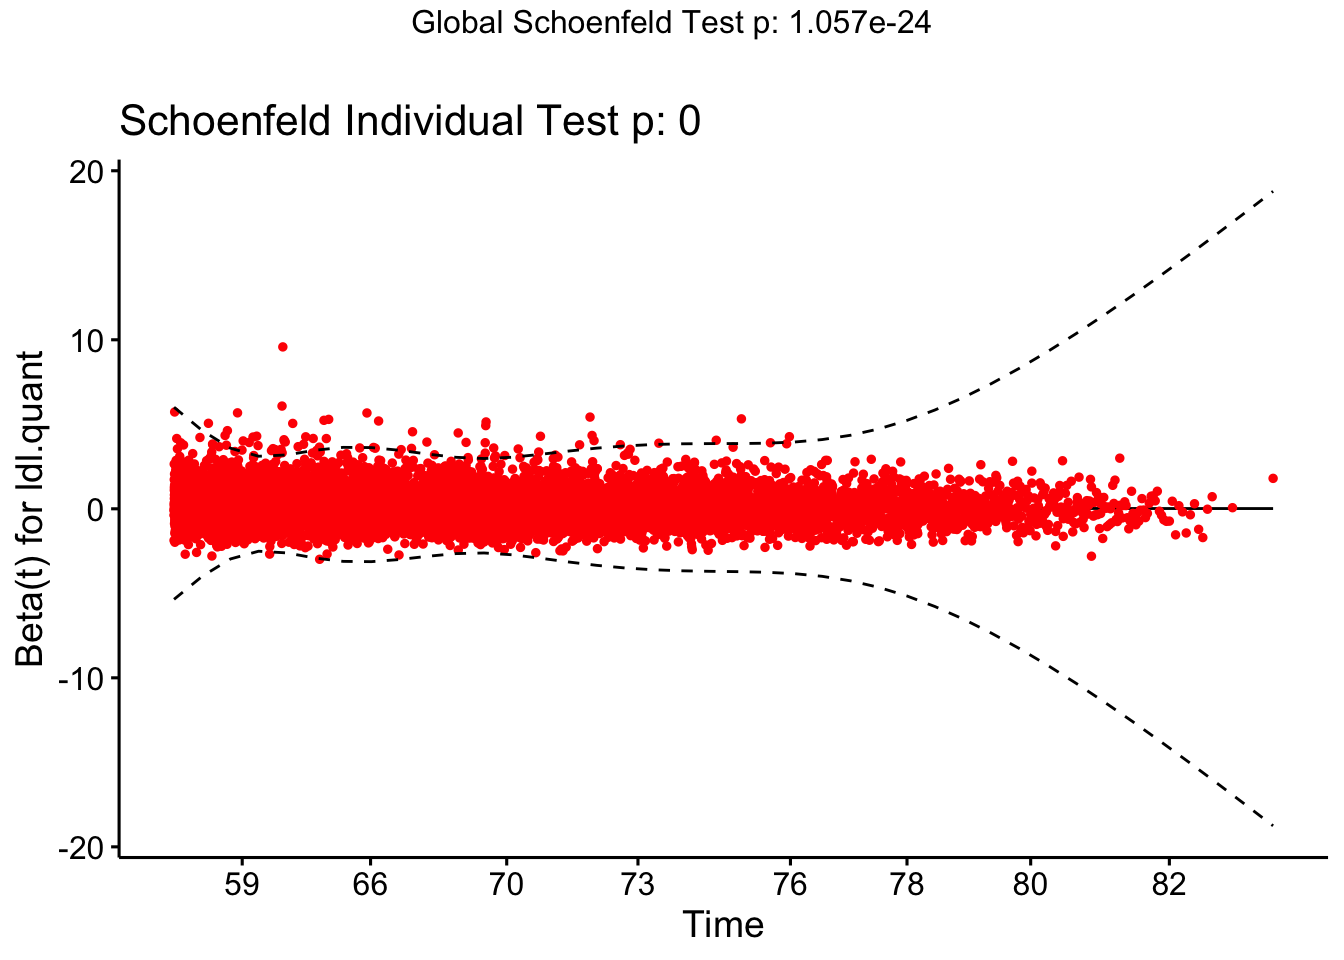 Global Schoenfeld Test p: 1.057e-24
Schoenfeld Individual Test p: 0
20
10
0
-10
-20
Beta(t) for ldl.quant
59 66 70 73 76 78 80 82
Time